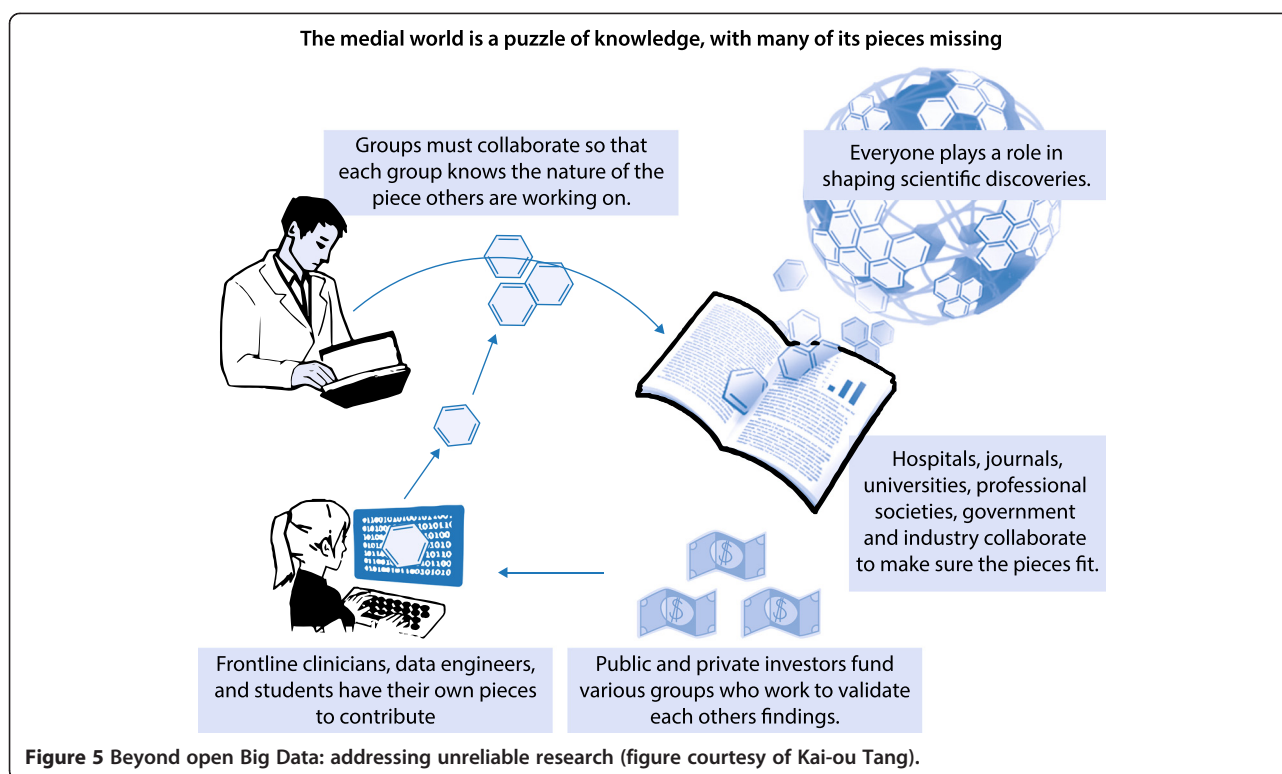 The medial world is a puzzle of knowledge, with many of its pieces missing
Groups must collaborate so that
each group knows the nature of the
piece others are working on.
Everyone plays a role in
shaping scientific discoveries.
Hospitals, journals,
universities, professional
societies, government
and industry collaborate
to make sure the pieces fit.
Frontline clinicians, data engineers,
and students have their own pieces
to contribute
Public and private investors fund
various groups who work to validate
each others findings.
Figure 5 Beyond open Big Data: addressing unreliable research (figure courtesy of Kai-ou Tang).